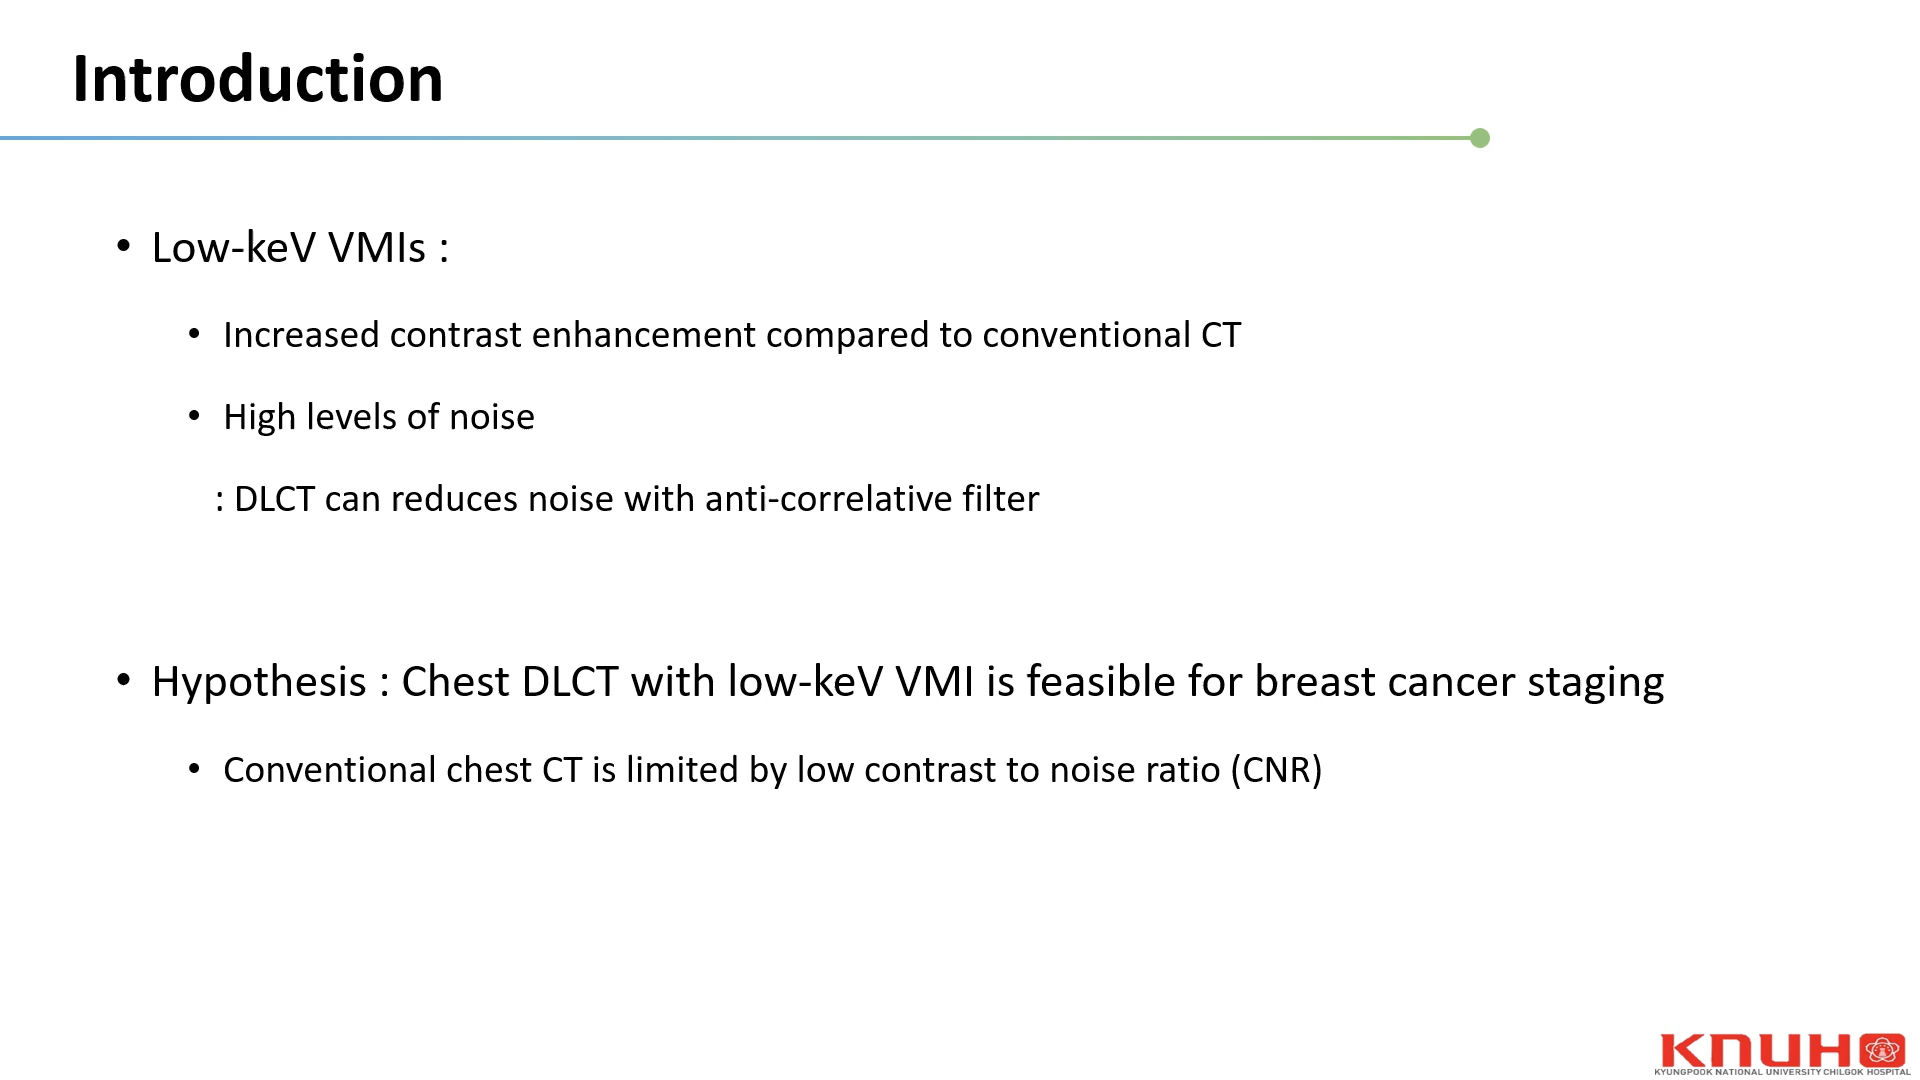 Introduction
• Low-keV VMIs :
• Increased contrast enhancement compared to conventional CT
• High levels of noise
: DLCT can reduces noise with anti-correlative filter
• Hypothesis : Chest DLCT with low-keV VMI is feasible for breast cancer staging
• Conventional chest CT is limited by low contrast to noise ratio (CNR)
KNUH
KYUNGPOOK NATIONAL UNIVERSITY CHILGOK HOSPITAL